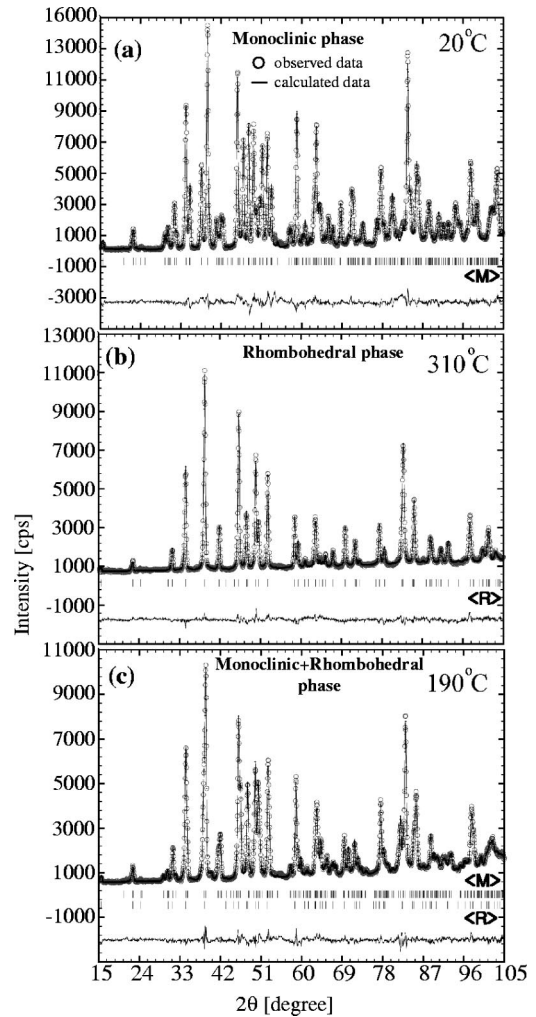 16000
14000
12000
10000
8000
6000
4000
2000
0
-1000
-3000
(a) Monoclinic phase 20°C
observed data
calculated data
<M>
13000
11000
9000
7000
5000
3000
1000
-1000
(b) Rhombohedral phase 310°C
<R>
11000
9000
7000
5000
3000
1000
-1000
(c) Monoclinic+Rhombohedral phase 190°C
<M>
<R>
15 24 33 42 51 60 69 78 87 96 105
2θ [degree]
Intensity [cps]